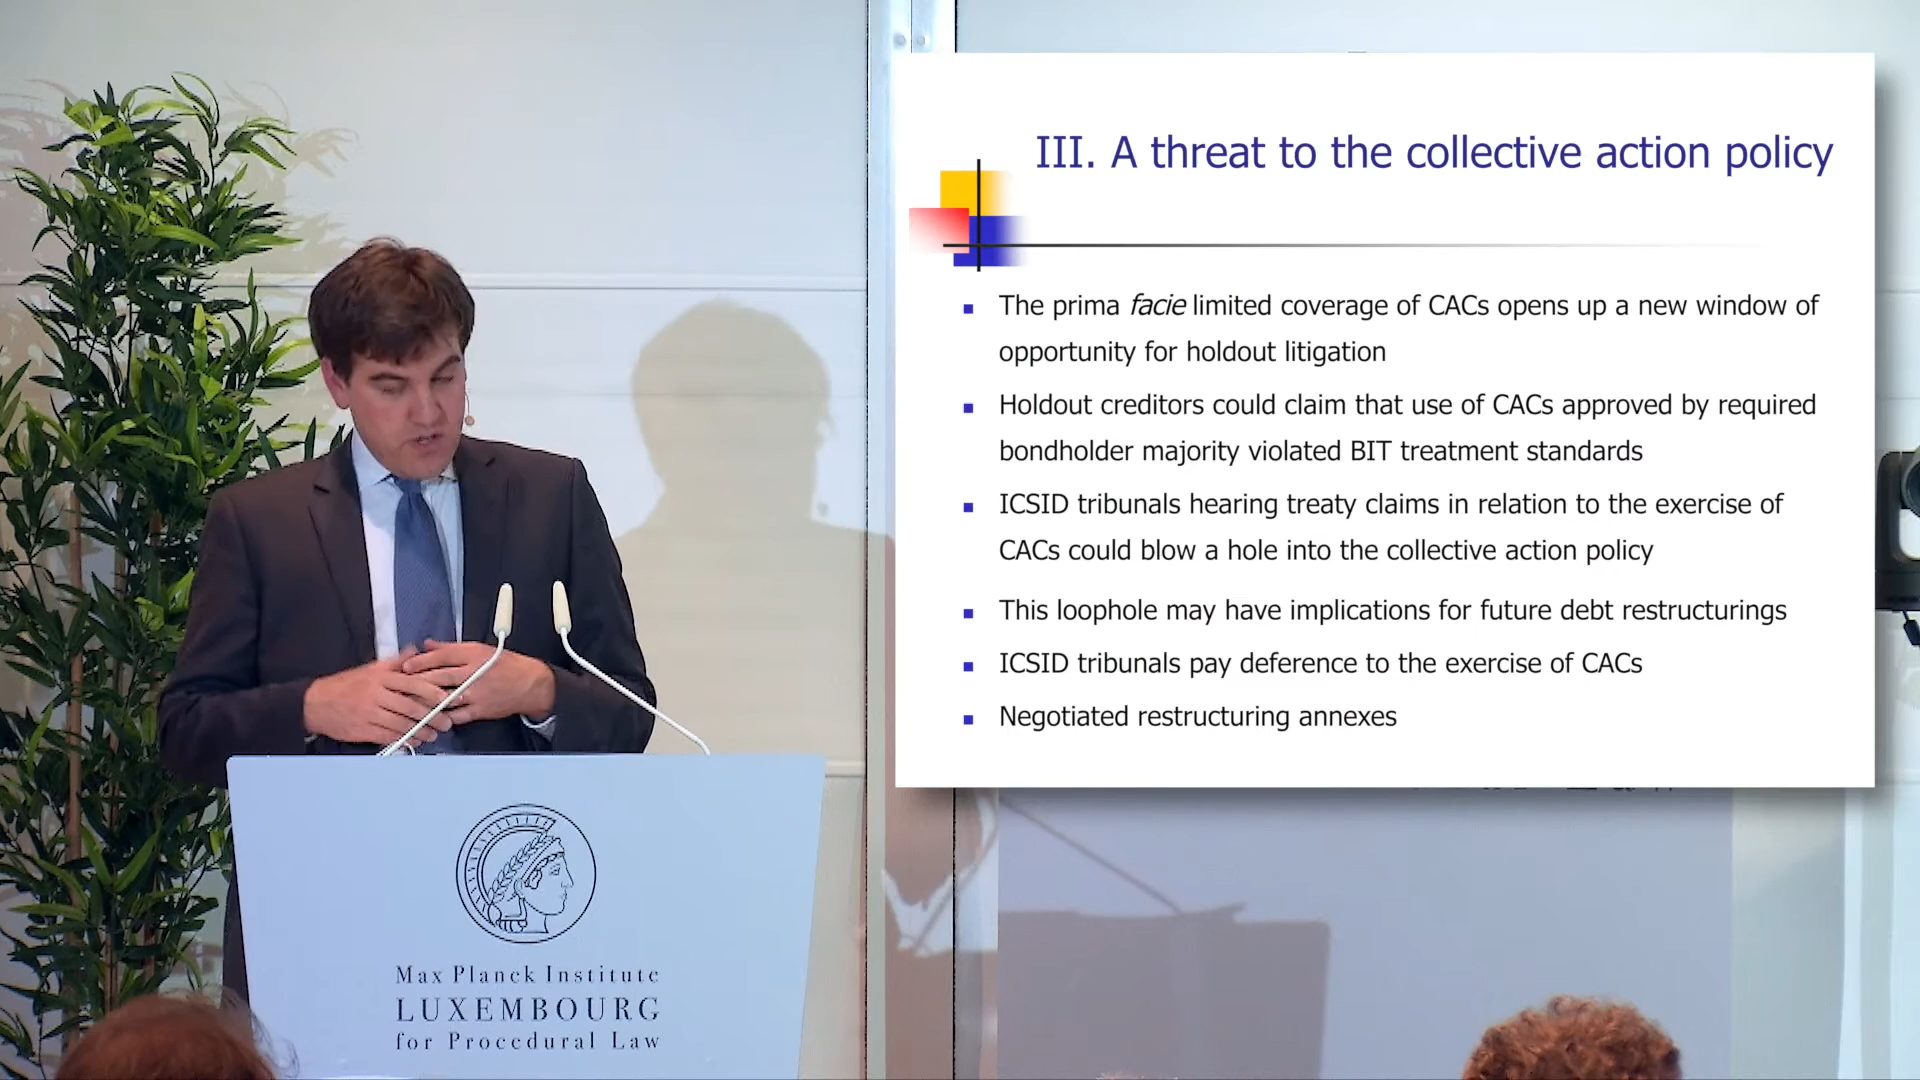 III. A threat to the collective action policy
The prima facie limited coverage of CACs opens up a new window of
opportunity for holdout litigation
Holdout creditors could claim that use of CACs approved by required
bondholder majority violated BIT treatment standards
ICSID tribunals hearing treaty claims in relation to the exercise of
CACs could blow a hole into the collective action policy
This loophole may have implications for future debt restructurings
ICSID tribunals pay deference to the exercise of CACs
Negotiated restructuring annexes
Max Planck Institute
LUXEMBOURG
for Procedural Law